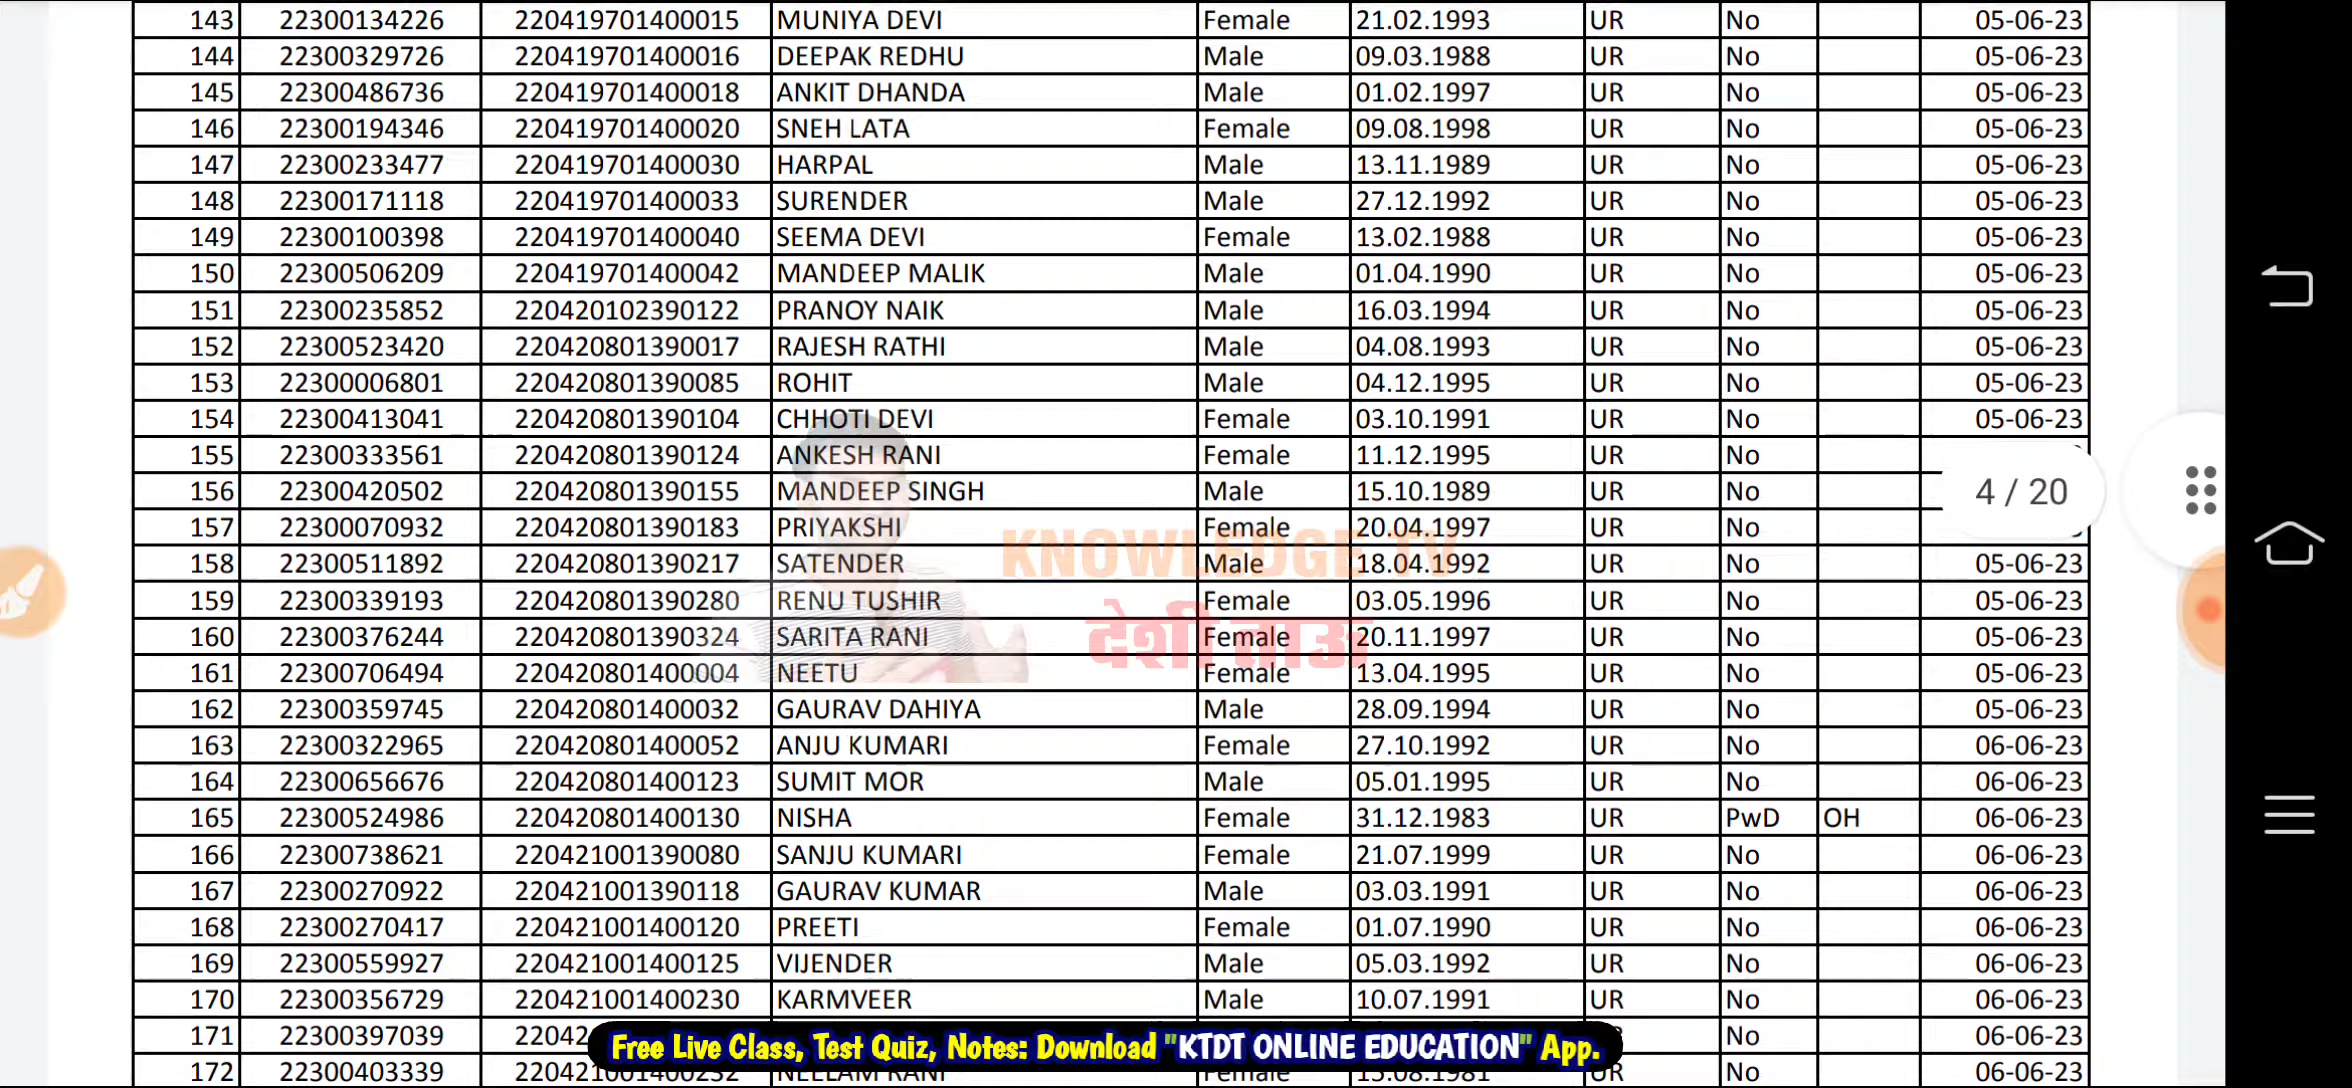 143 22300134226 220419701400015 MUNIYA DEVI Female 21.02.1993 UR No 05-06-23
144 22300329726 220419701400016 DEEPAK REDHU Male 09.03.1988 UR No 05-06-23
145 22300486736 220419701400018 ANKIT DHANDA Male 01.02.1997 UR No 05-06-23
146 22300194346 220419701400020 SNEH LATA Female 09.08.1998 UR No 05-06-23
147 22300233477 220419701400030 HARPAL Male 13.11.1989 UR No 05-06-23
148 22300171118 220419701400033 SURENDER Male 27.12.1992 UR No 05-06-23
149 22300100398 220419701400040 SEEMA DEVI Female 13.02.1988 UR No 05-06-23
150 22300506209 220419701400042 MANDEEP MALIK Male 01.04.1990 UR No 05-06-23
151 22300235852 220420102390122 PRANOY NAIK Male 16.03.1994 UR No 05-06-23
152 22300523420 220420801390017 RAJESH RATHI Male 04.08.1993 UR No 05-06-23
153 22300006801 220420801390085 ROHIT Male 04.12.1995 UR No 05-06-23
154 22300413041 220420801390104 CHHOTI DEVI Female 03.10.1991 UR No 05-06-23
155 22300333561 220420801390124 ANKESH RANI Female 11.12.1995 UR No
156 22300420502 220420801390155 MANDEEP SINGH Male 15.10.1989 UR No
4 / 20
157 22300070932 220420801390183 PRIYAKSHI Female 20.04.1997 UR No
KNOWLEDGE TV
158 22300511892 220420801390217 SATENDER Male 18.04.1992 UR No 05-06-23
159 22300339193 220420801390280 RENU TUSHIR Female 03.05.1996 UR No 05-06-23
देशी ताऊ
160 22300376244 220420801390324 SARITA RANI Female 20.11.1997 UR No 05-06-23
161 22300706494 220420801400004 NEETU Female 13.04.1995 UR No 05-06-23
162 22300359745 220420801400032 GAURAV DAHIYA Male 28.09.1994 UR No 05-06-23
163 22300322965 220420801400052 ANJU KUMARI Female 27.10.1992 UR No 06-06-23
164 22300656676 220420801400123 SUMIT MOR Male 05.01.1995 UR No 06-06-23
165 22300524986 220420801400130 NISHA Female 31.12.1983 UR PwD OH 06-06-23
166 22300738621 220421001390080 SANJU KUMARI Female 21.07.1999 UR No 06-06-23
167 22300270922 220421001390118 GAURAV KUMAR Male 03.03.1991 UR No 06-06-23
168 22300270417 220421001400120 PREETI Female 01.07.1990 UR No 06-06-23
169 22300559927 220421001400125 VIJENDER Male 05.03.1992 UR No 06-06-23
170 22300356729 220421001400230 KARMVEER Male 10.07.1991 UR No 06-06-23
171 22300397039 No 06-06-23
Free Live Class, Test Quiz, Notes: Download "KTDT ONLINE EDUCATION" App.
172 22300403339 220421001400232 NEELAM RANI Female 15.08.1981 UR No 06-06-23